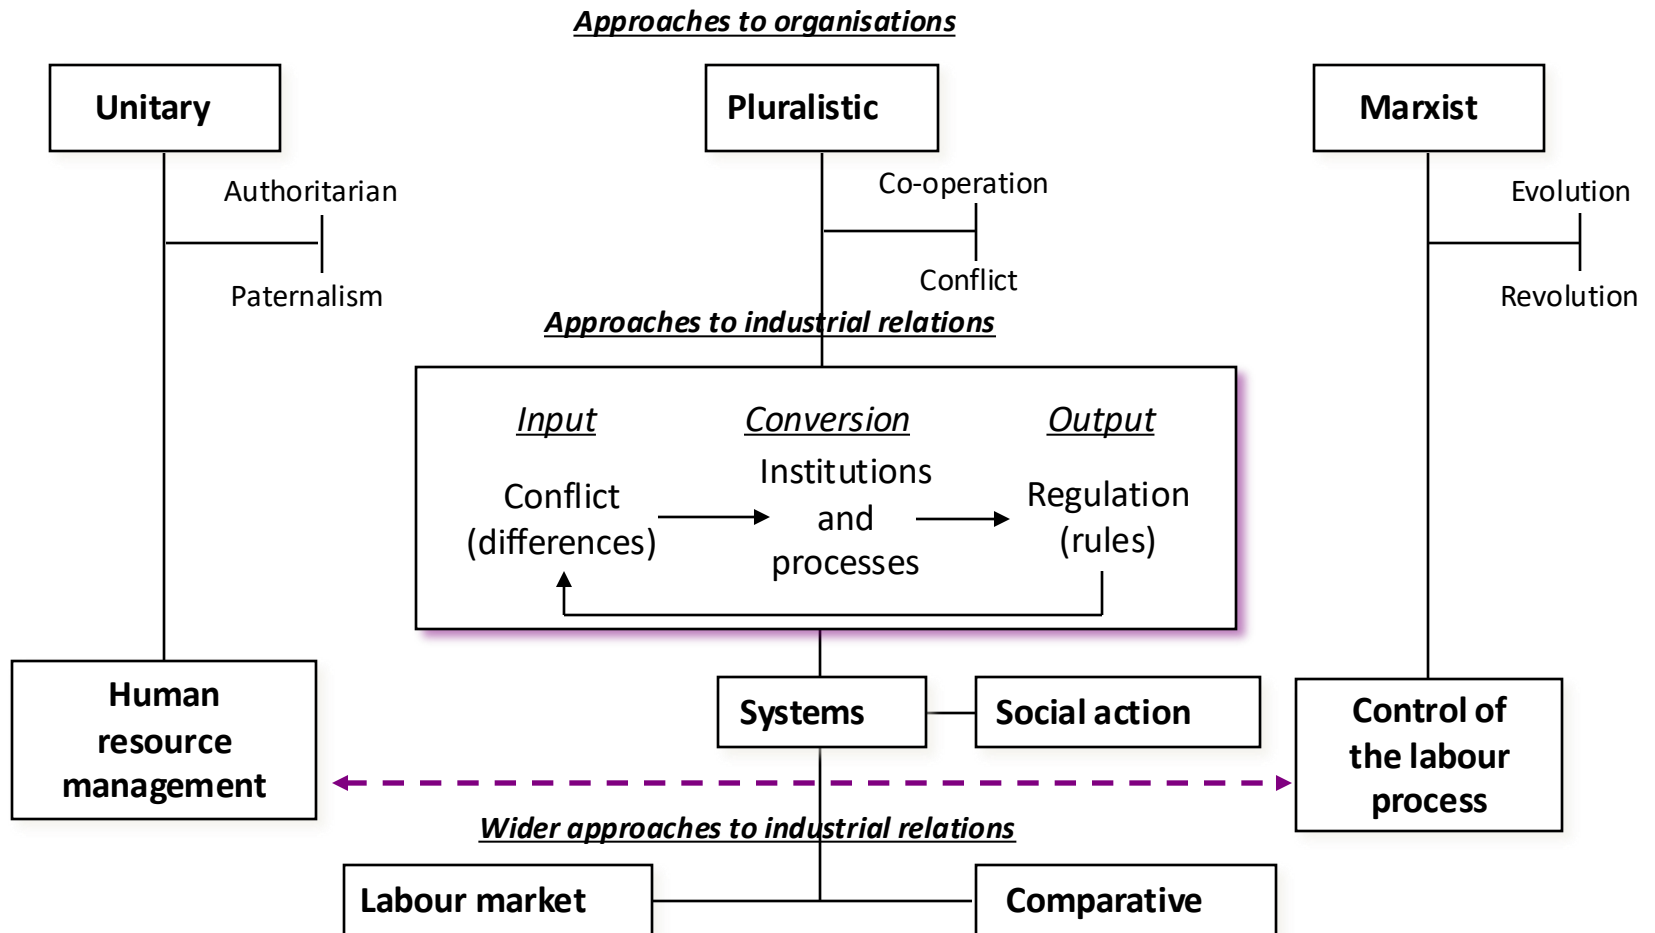 Approaches to organisations
Unitary
Pluralistic
Marxist
Authoritarian
Paternalism
Co-operation
Conflict
Evolution
Revolution
Approaches to industrial relations
Input
Conversion
Output
Conflict
(differences)
Institutions
and
processes
Regulation
(rules)
Human
resource
management
Systems
Social action
Control of
the labour
process
Wider approaches to industrial relations
Labour market
Comparative